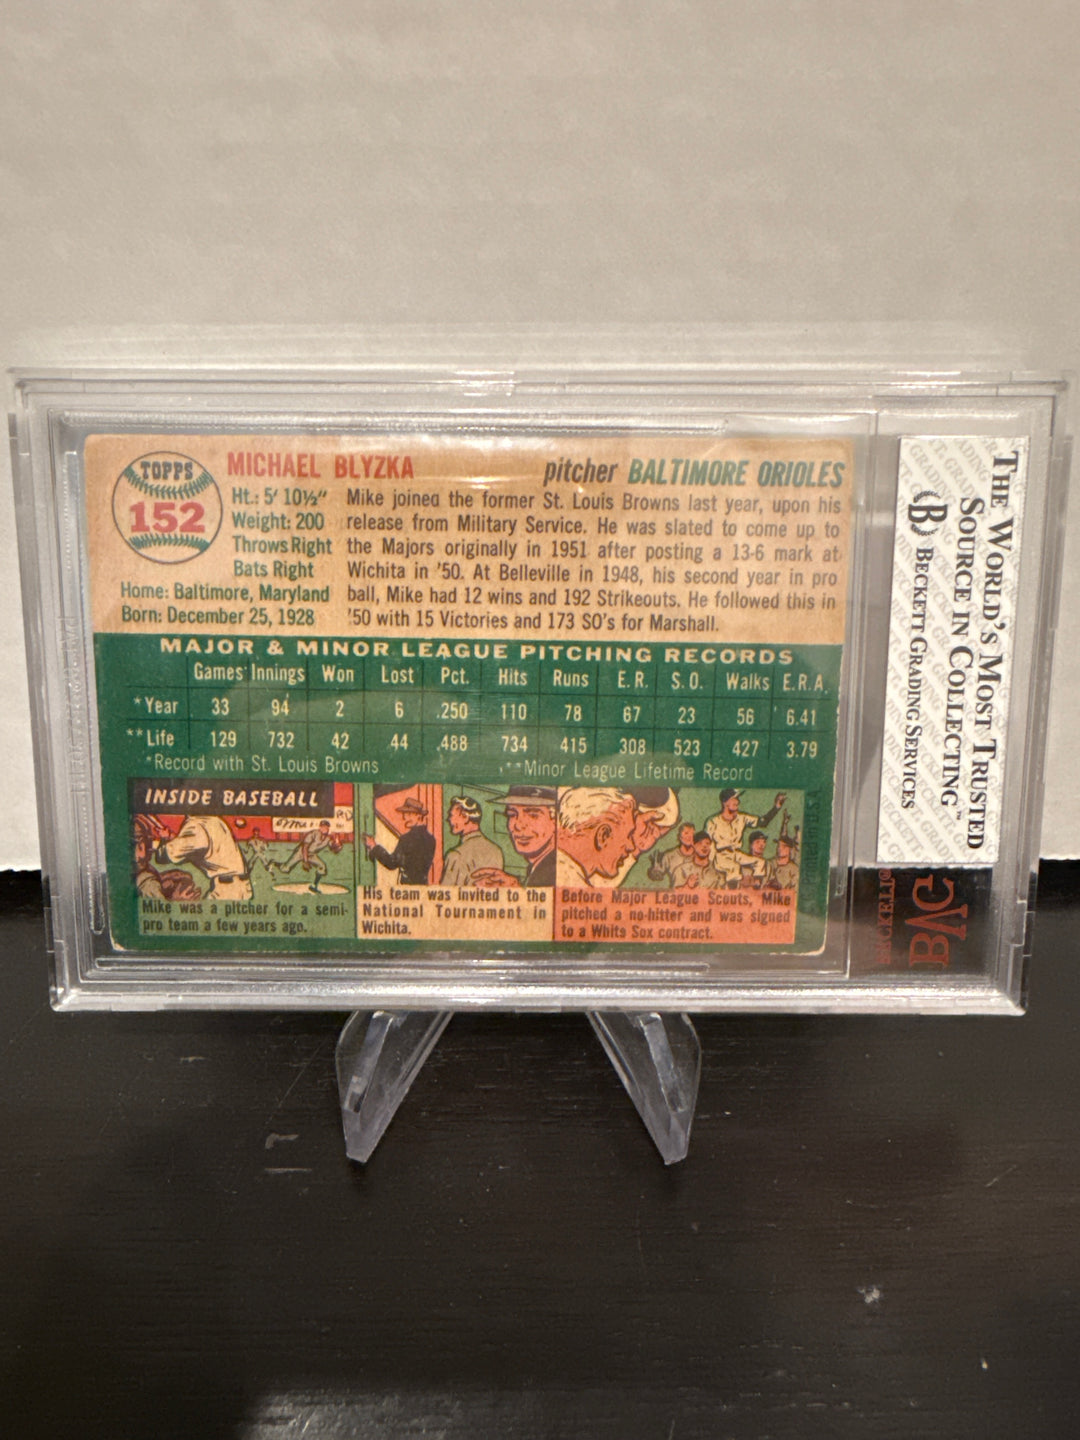 TOPPS
152
MICHAEL BLYZKA
pitcher BALTIMORE ORIOLES
Ht.: 5' 10½"
Weight: 200
Throws Right
Bats Right
Home: Baltimore, Maryland
Born: December 25, 1928
Mike joined the former St. Louis Browns last year, upon his
release from Military Service. He was slated to come up to
the Majors originally in 1951 after posting a 13-6 mark at
Wichita in '50. At Belleville in 1948, his second year in pro
ball, Mike had 12 wins and 192 Strikeouts. He followed this in
'50 with 15 Victories and 173 SO's for Marshall.
MAJOR & MINOR LEAGUE PITCHING RECORDS
Games Innings Won Lost Pct. Hits Runs E.R. S.O. Walks E.R.A.
*Year 33 94 2 6 .250 110 78 67 23 56 6.41
**Life 129 732 42 44 .488 734 415 308 523 427 3.79
*Record with St. Louis Browns **Minor League Lifetime Record
INSIDE BASEBALL
Mike was a pitcher for a semi-
pro team a few years ago.
His team was invited to the
National Tournament in
Wichita.
Before Major League Scouts, Mike
pitched a no-hitter and was signed
to a White Sox contract.
THE WORLD'S MOST TRUSTED
SOURCE IN COLLECTING™
B BECKETT GRADING SERVICES
BECKETT
BVG